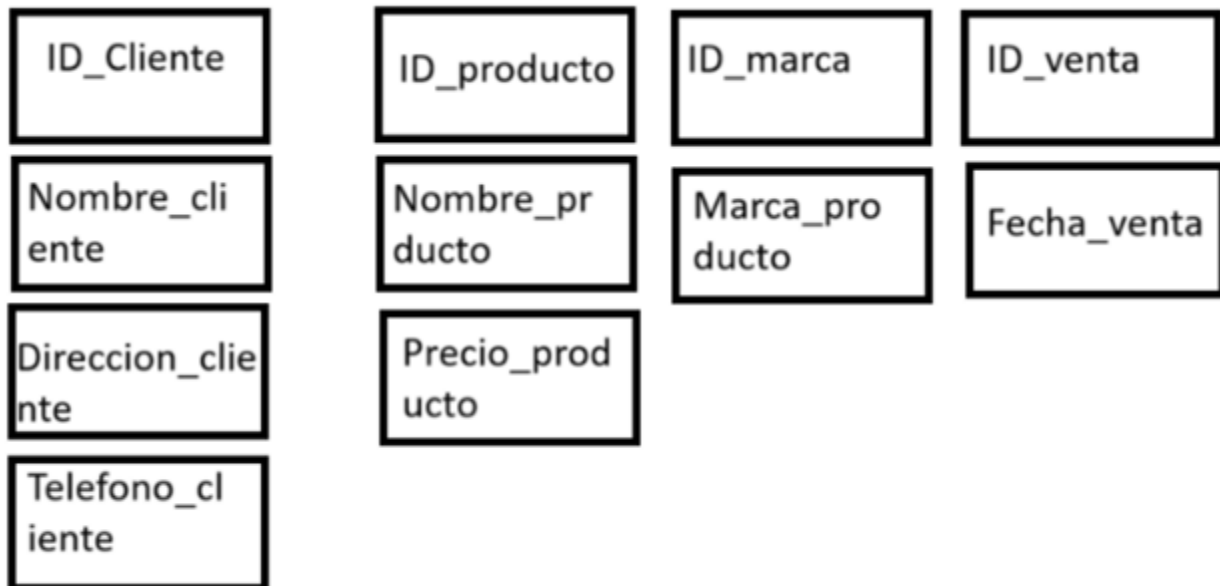 ID_Cliente
Nombre_cli
ente
Direccion_clie
nte
Telefono_cl
iente
ID_producto
Nombre_pr
ducto
Precio_prod
ucto
ID_marca
Marca_pro
ducto
ID_venta
Fecha_venta